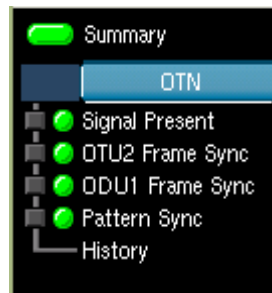 Summary
OTN
Signal Present
OTU2 Frame Sync
ODU1 Frame Sync
Pattern Sync
History